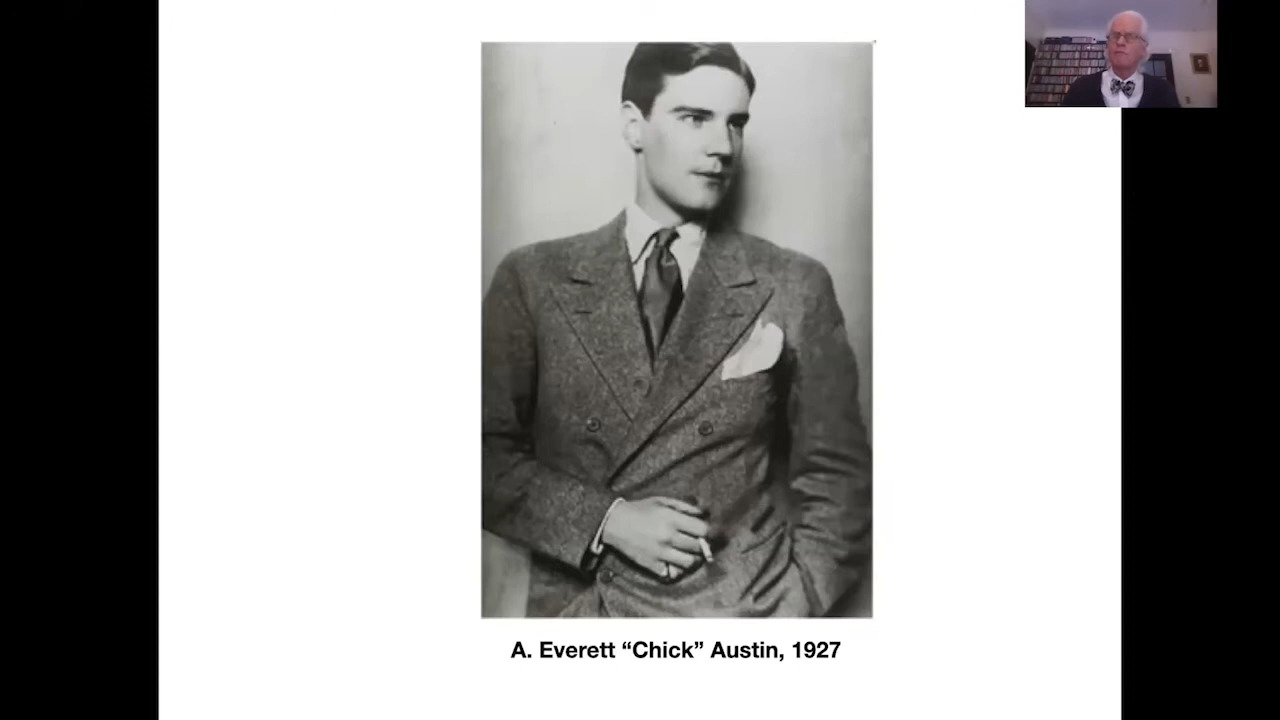 A. Everett “Chick” Austin, 1927